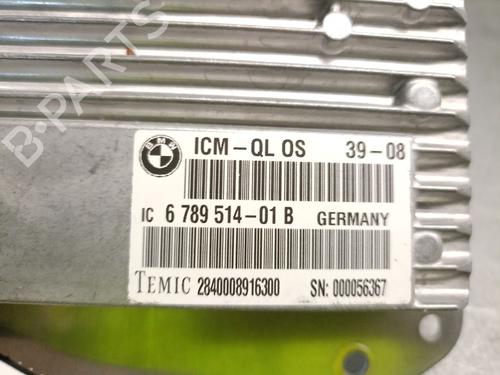 B-PARTS
BMW
ICM-QL OS 39-08
IC 6 789 514-01 B GERMANY
TEMIC 2840008916300 SN: 000056367